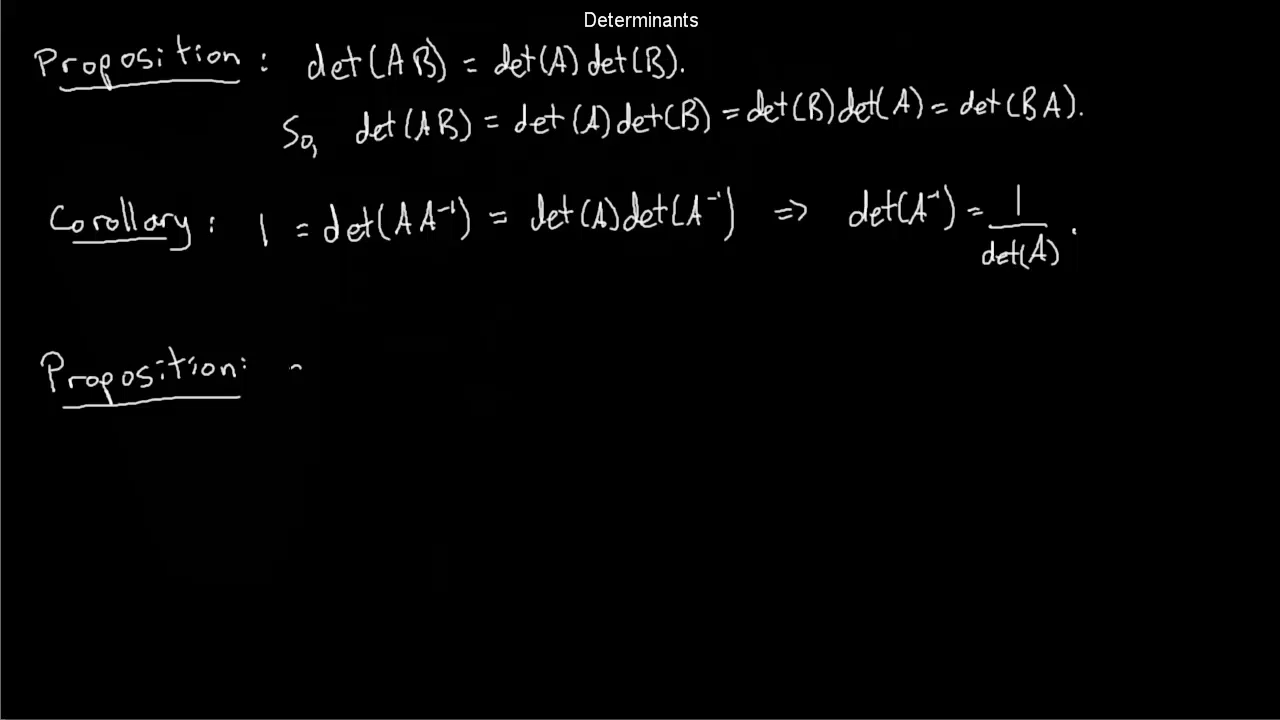 Determinants
Proposition: det(AB) = det(A) det(B).
So, det(AB) = det(A) det(B) = det(B) det(A) = det(BA).
Corollary: 1 = det(AA⁻¹) = det(A) det(A⁻¹) ⇒ det(A⁻¹) = 1/det(A).
Proposition: